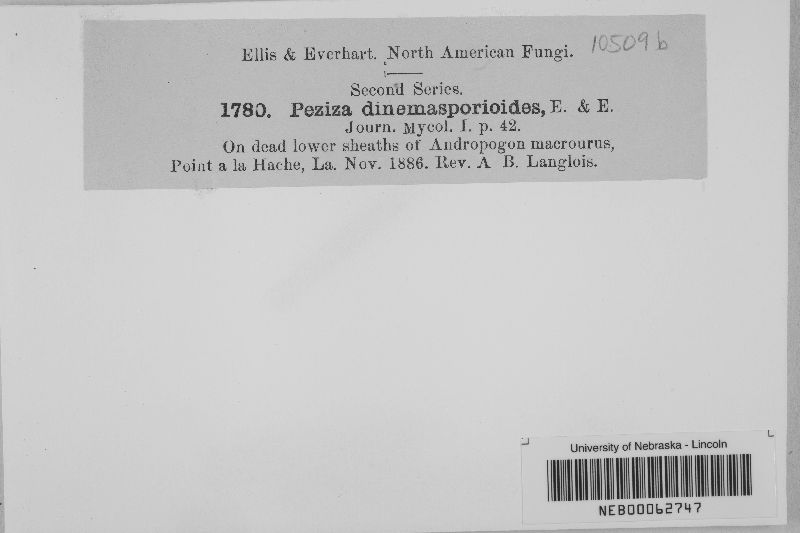 Ellis & Everhart. North American Fungi. 10509 b
Second Series.
1780. Peziza dinemasporioides, E. & E.
Journ. Mycol. I. p. 42.
On dead lower sheaths of Andropogon macrourus,
Point a la Hache, La. Nov. 1886. Rev. A B. Langlois.
University of Nebraska - Lincoln
NEB00062747